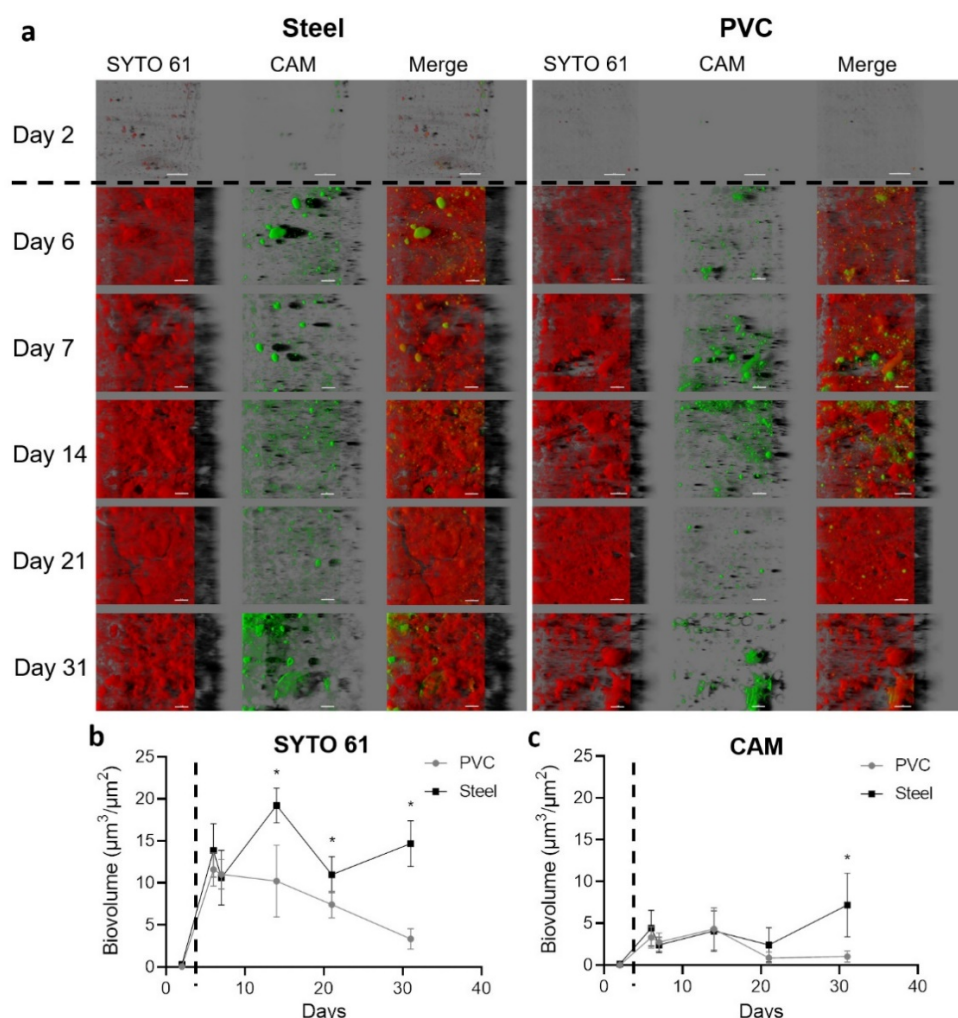 a
Steel PVC
SYTO 61 CAM Merge SYTO 61 CAM Merge
Day 2
Day 6
Day 7
Day 14
Day 21
Day 31
b SYTO 61
Biovolume (µm³/µm²)
25
20
15
10
5
0
0 10 20 30 40
Days
PVC
Steel
* * *
c CAM
Biovolume (µm³/µm²)
25
20
15
10
5
0
0 10 20 30 40
Days
PVC
Steel
*